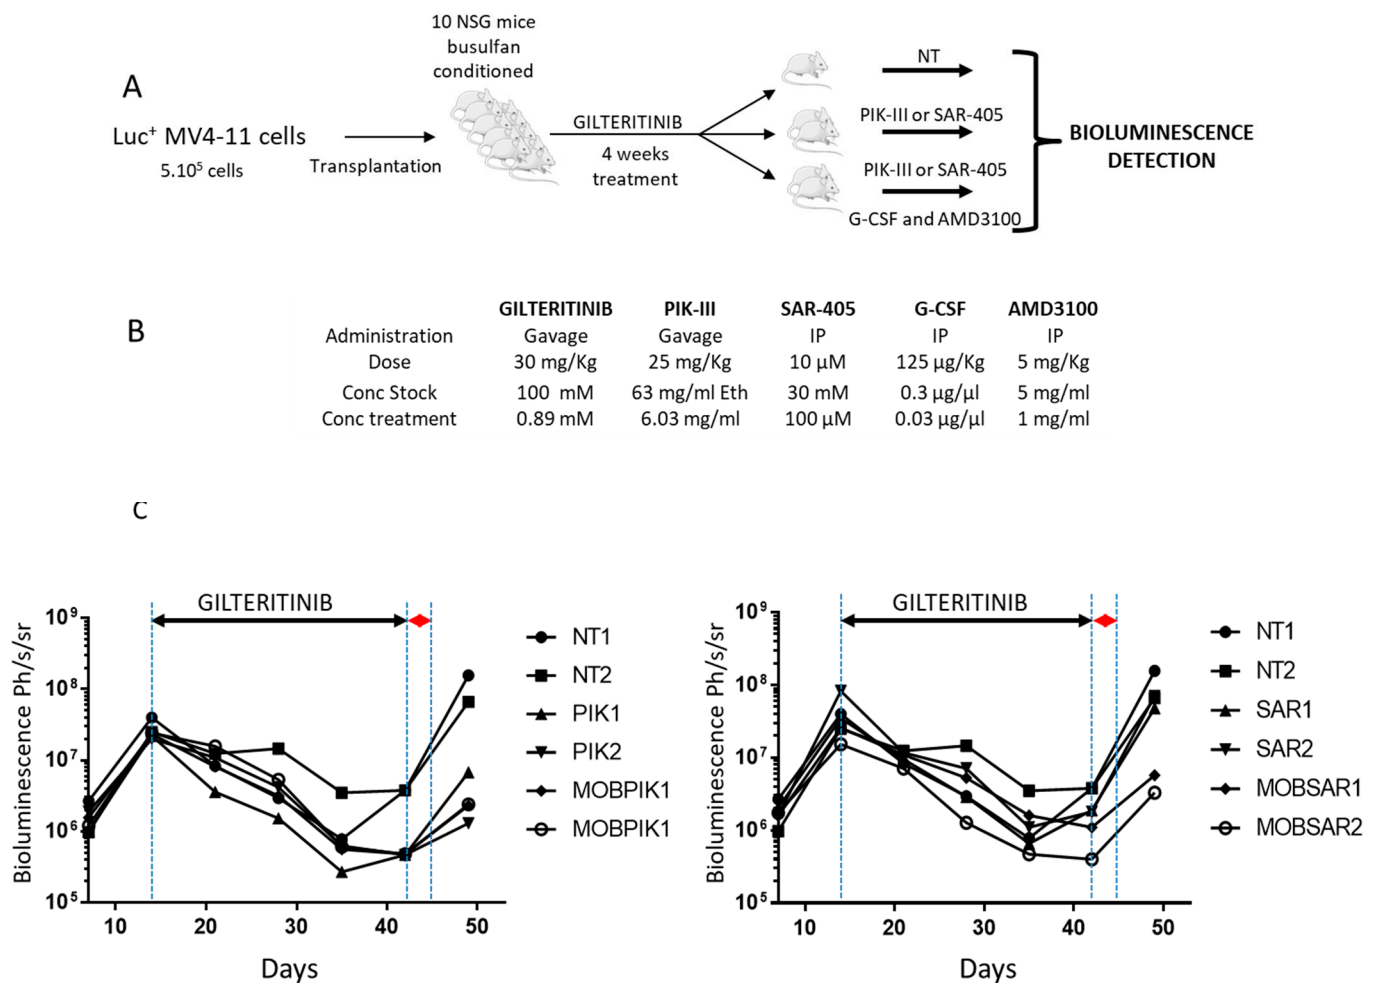 10 NSG mice
busulfan
conditioned
A
Luc⁺ MV4-11 cells
5.10⁵ cells
Transplantation
GILTERITINIB
4 weeks
treatment
NT
PIK-III or SAR-405
PIK-III or SAR-405
G-CSF and AMD3100
BIOLUMINESCENCE
DETECTION
B
GILTERITINIB PIK-III SAR-405 G-CSF AMD3100
Administration Gavage Gavage IP IP IP
Dose 30 mg/Kg 25 mg/Kg 10 µM 125 µg/Kg 5 mg/Kg
Conc Stock 100 mM 63 mg/ml Eth 30 mM 0.3 µg/µl 5 mg/ml
Conc treatment 0.89 mM 6.03 mg/ml 100 µM 0.03 µg/µl 1 mg/ml
C
GILTERITINIB
Bioluminescence Ph/s/sr
10⁹
10⁸
10⁷
10⁶
10⁵
10 20 30 40 50
Days
NT1
NT2
PIK1
PIK2
MOBPIK1
MOBPIK1
GILTERITINIB
Bioluminescence Ph/s/sr
10⁹
10⁸
10⁷
10⁶
10⁵
10 20 30 40 50
Days
NT1
NT2
SAR1
SAR2
MOBSAR1
MOBSAR2